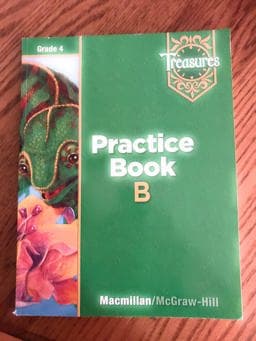 Grade 4
Treasures
Practice
Book
B
Macmillan/McGraw-Hill